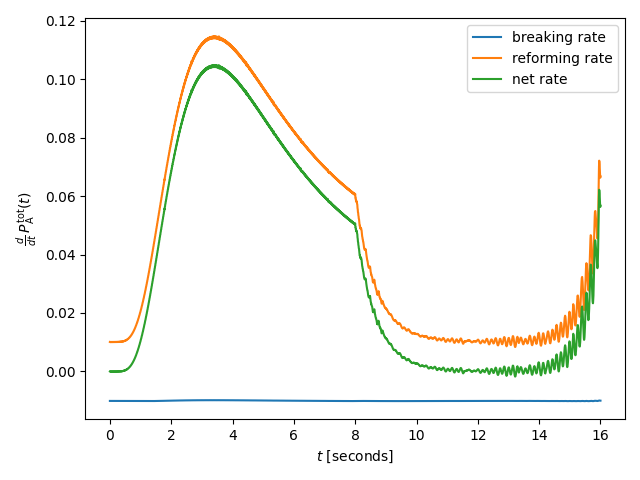 0.12
0.10
0.08
0.06
0.04
0.02
0.00
d/dt P_A^tot(t)
breaking rate
reforming rate
net rate
0 2 4 6 8 10 12 14 16
t [seconds]